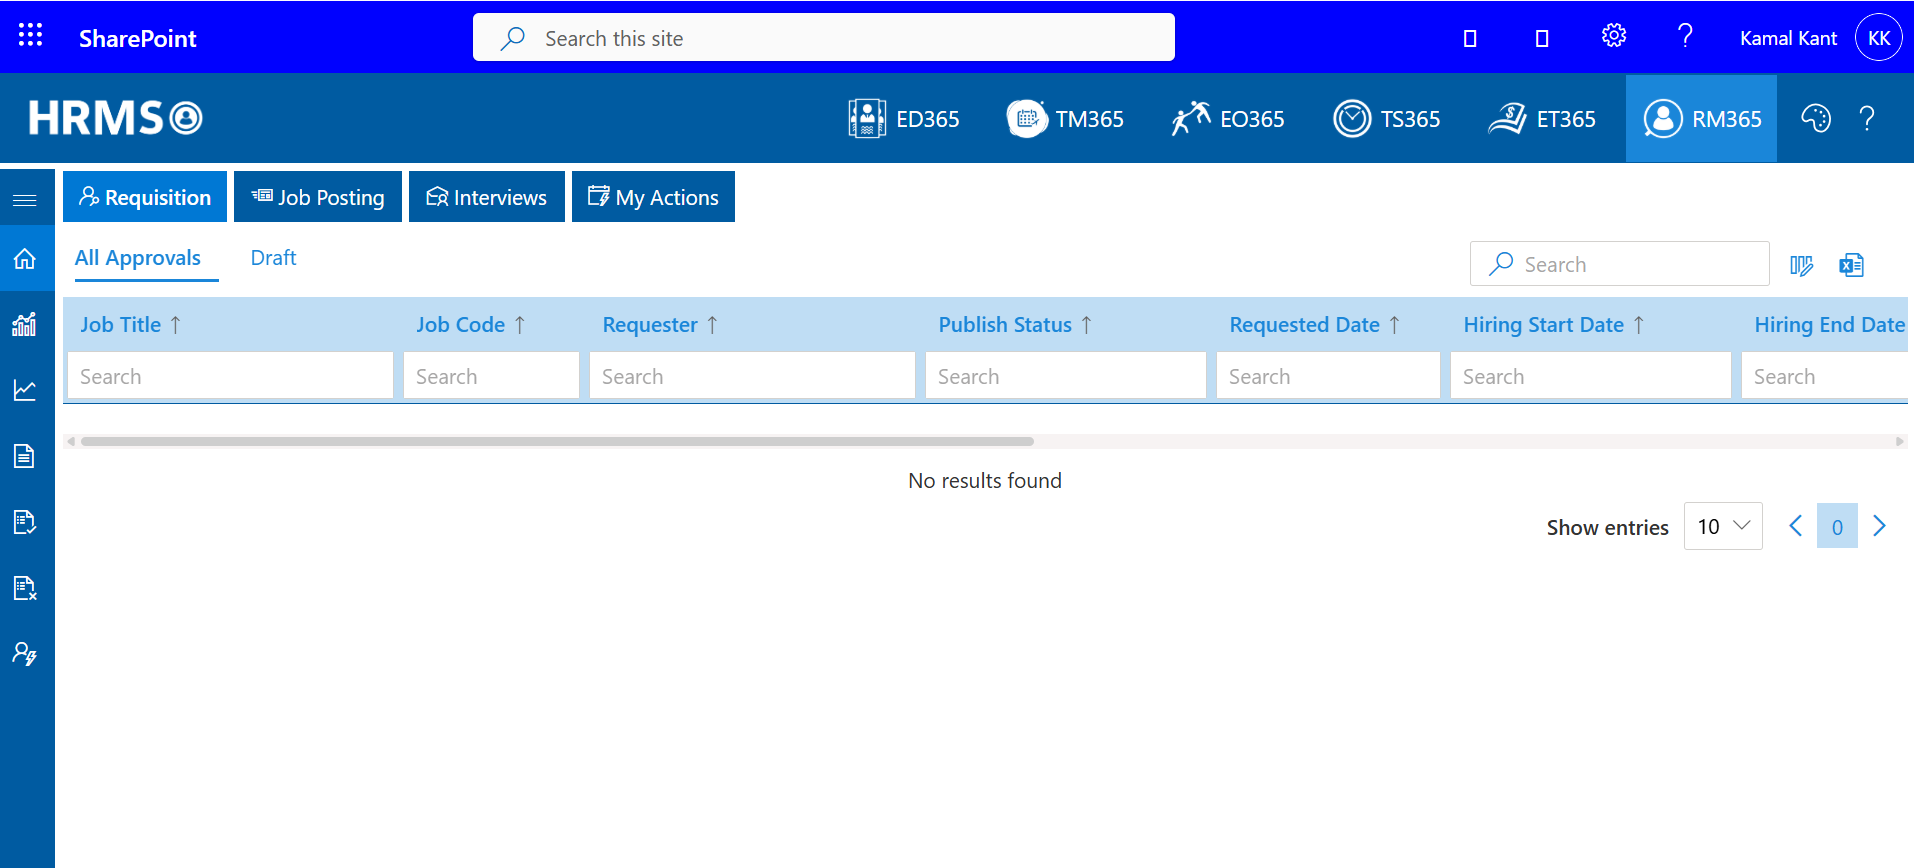 SharePoint
Search this site
Kamal Kant
KK
HRMS
ED365
TM365
EO365
TS365
ET365
RM365
Requisition
Job Posting
Interviews
My Actions
All Approvals
Draft
Search
Job Title ↑
Job Code ↑
Requester ↑
Publish Status ↑
Requested Date ↑
Hiring Start Date ↑
Hiring End Date
Search
Search
Search
Search
Search
Search
Search
No results found
Show entries
10
0